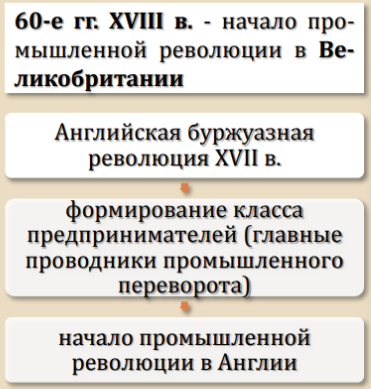 60-е гг. XVIII в. - начало про-
мышленной революции в Ве-
ликобритании
Английская буржуазная
революция XVII в.
формирование класса
предпринимателей (главные
проводники промышленного
переворота)
начало промышленной
революции в Англии